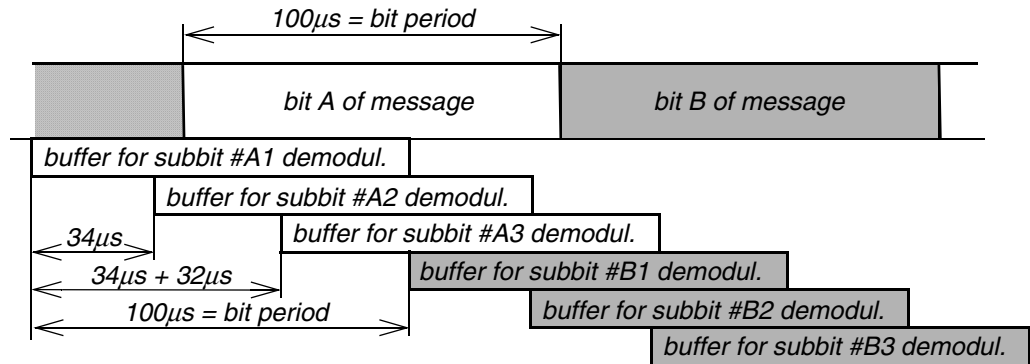 100μs = bit period
bit A of message
bit B of message
buffer for subbit #A1 demodul.
buffer for subbit #A2 demodul.
buffer for subbit #A3 demodul.
34μs
buffer for subbit #B1 demodul.
34μs + 32μs
buffer for subbit #B2 demodul.
100μs = bit period
buffer for subbit #B3 demodul.